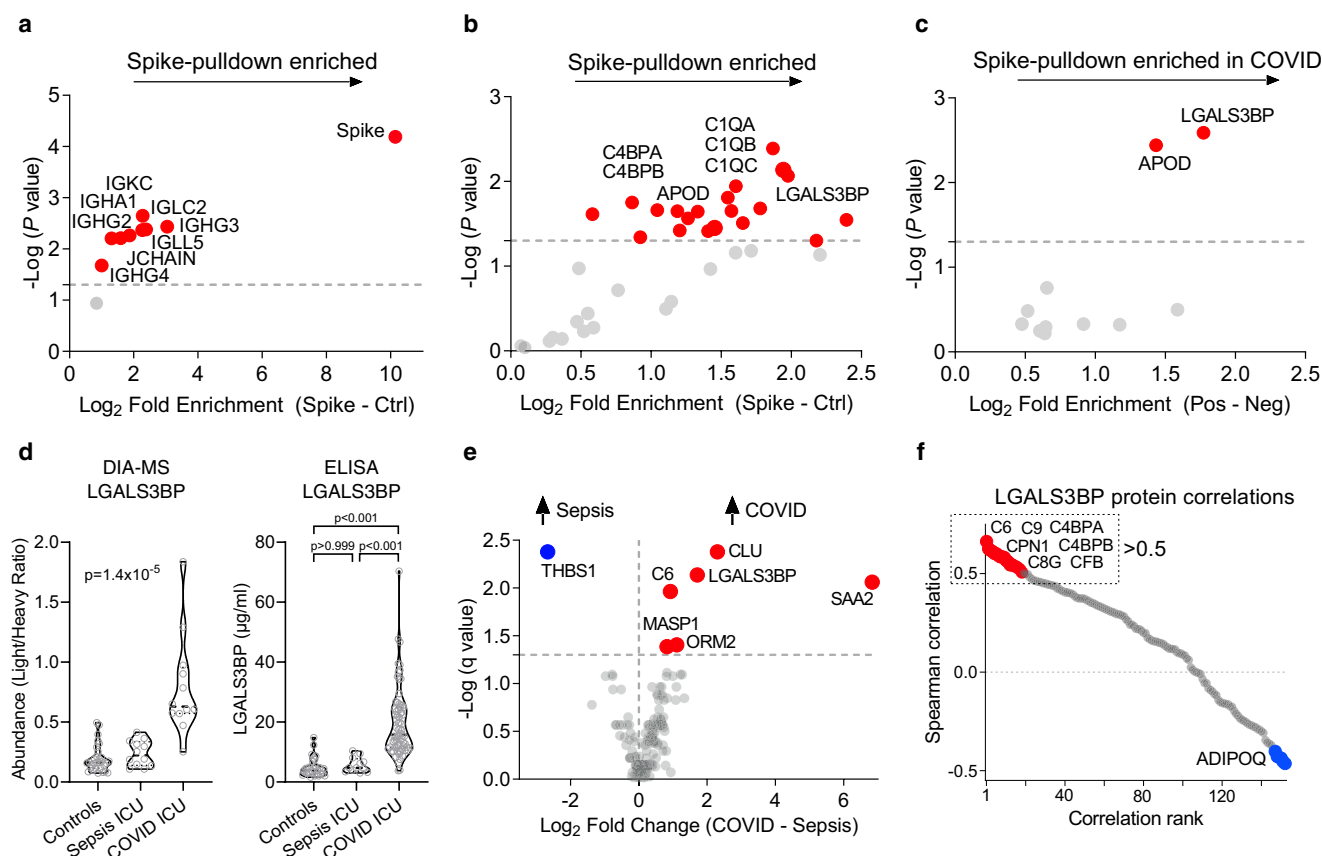 a
Spike-pulldown enriched
-Log (P value)
5
4
3
2
1
0
Spike
IGKC
IGHA1
IGLC2
IGHG2
IGHG3
IGLL5
JCHAIN
IGHG4
0 2 4 6 8 10
Log2 Fold Enrichment (Spike - Ctrl)
b
Spike-pulldown enriched
-Log (P value)
3
2
1
0
C1QA
C1QB
C1QC
C4BPA
C4BPB
APOD
LGALS3BP
0.0 0.5 1.0 1.5 2.0 2.5
Log2 Fold Enrichment (Spike - Ctrl)
c
Spike-pulldown enriched in COVID
-Log (P value)
3
2
1
0
LGALS3BP
APOD
0.0 0.5 1.0 1.5 2.0 2.5
Log2 Fold Enrichment (Pos - Neg)
d
DIA-MS
LGALS3BP
Abundance (Light/Heavy Ratio)
2.0
1.5
1.0
0.5
0.0
p=1.4x10-5
Controls
Sepsis ICU
COVID ICU
ELISA
LGALS3BP
p<0.001
p>0.999 p<0.001
LGALS3BP (µg/ml)
80
60
40
20
0
Controls
Sepsis ICU
COVID ICU
e
Sepsis
COVID
-Log (q value)
2.5
2.0
1.5
1.0
0.5
0.0
THBS1
CLU
C6
LGALS3BP
SAA2
MASP1
ORM2
-2 0 2 4 6
Log2 Fold Change (COVID - Sepsis)
f
LGALS3BP protein correlations
C6 C9 C4BPA
CPN1 C4BPB
C8G CFB
>0.5
Spearman correlation
0.5
0.0
-0.5
ADIPOQ
1 40 80 120
Correlation rank